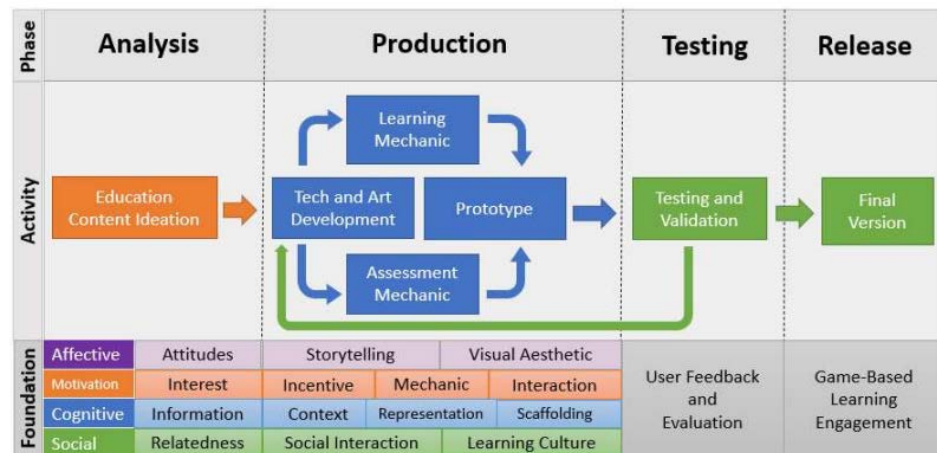 Phase
Analysis
Production
Testing
Release
Activity
Education
Content Ideation
Learning
Mechanic
Tech and Art
Development
Prototype
Assessment
Mechanic
Testing and
Validation
Final
Version
Foundation
Affective
Attitudes
Storytelling
Visual Aesthetic
Motivation
Interest
Incentive
Mechanic
Interaction
Cognitive
Information
Context
Representation
Scaffolding
Social
Relatedness
Social Interaction
Learning Culture
User Feedback
and
Evaluation
Game-Based
Learning
Engagement